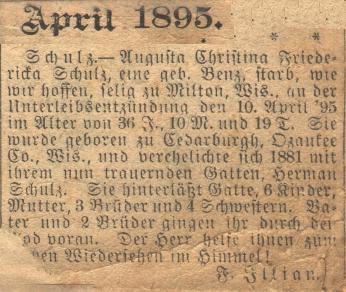 April 1895.
* *
Schulz.— Augusta Christina Friede-
ricka Schulz, eine geb. Benz, starb, wie
wir hoffen, selig zu Milton, Wis., an der
Unterleibsentzündung den 10. April '95
im Alter von 36 J., 10 M. und 19 T. Sie
wurde geboren zu Cedarburgh, Ozaukee
Co., Wis., und verehelichte sich 1881 mit
ihrem nun trauernden Gatten, Herman
Schulz. Sie hinterläßt Gatte, 6 Kinder,
Mutter, 3 Brüder und 4 Schwestern. Va-
ter und 2 Brüder gingen ihr durch den
Tod voran. Der Herr helfe ihnen zum
Wiedersehen im Himmel!
F. Illian.